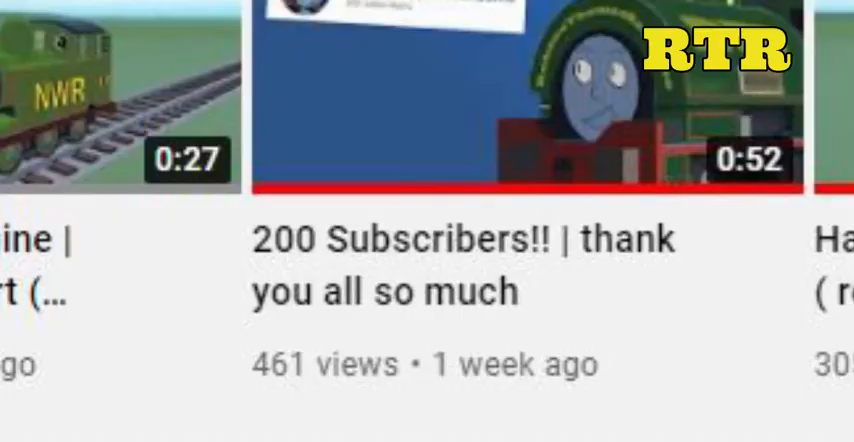 RTR
NWR
0:27
0:52
ine |
200 Subscribers!! | thank
Ha
rt (...
you all so much
( r
go
461 views • 1 week ago
30